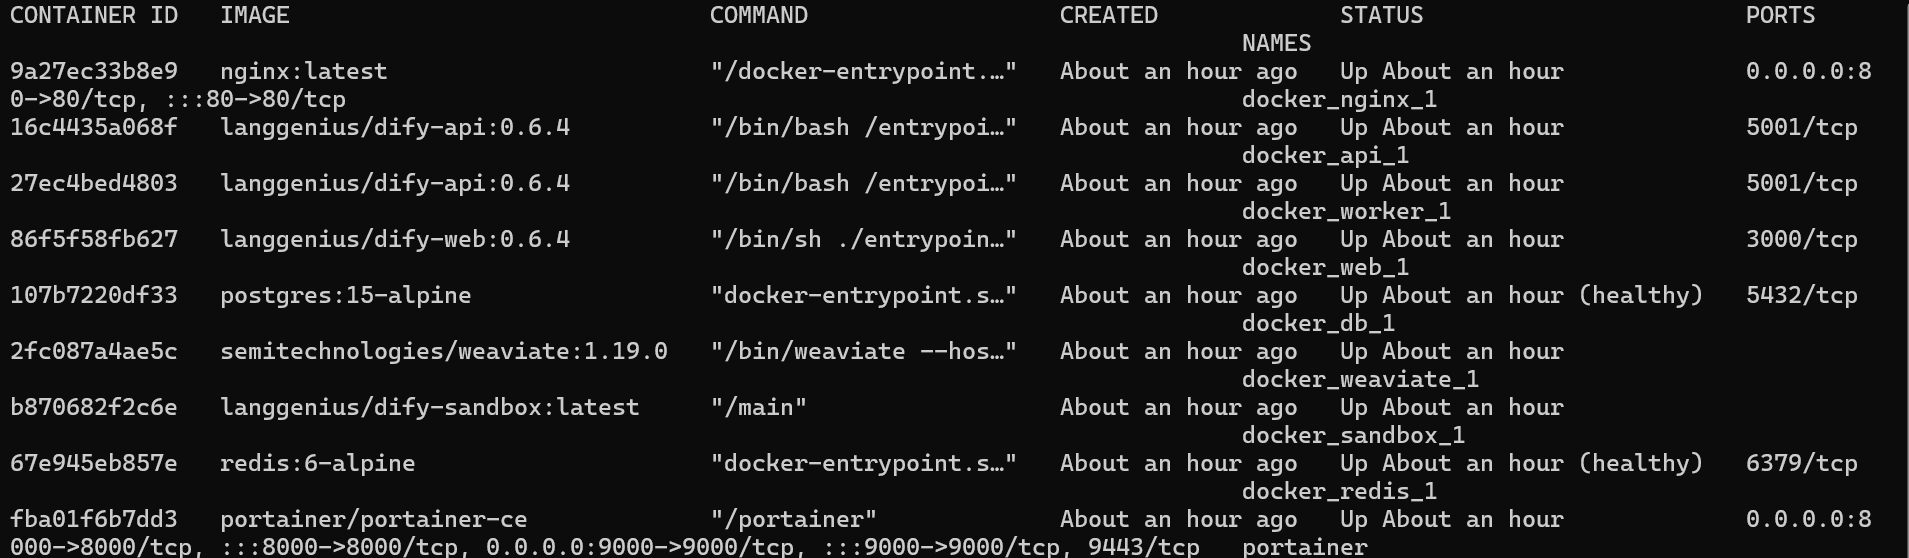 CONTAINER ID   IMAGE                              COMMAND                  CREATED             STATUS                       PORTS
NAMES
9a27ec33b8e9   nginx:latest                       "/docker-entrypoint.…"   About an hour ago   Up About an hour             0.0.0.0:8
0->80/tcp, :::80->80/tcp                                                                docker_nginx_1
16c4435a068f   langgenius/dify-api:0.6.4          "/bin/bash /entrypoi…"   About an hour ago   Up About an hour             5001/tcp
docker_api_1
27ec4bed4803   langgenius/dify-api:0.6.4          "/bin/bash /entrypoi…"   About an hour ago   Up About an hour             5001/tcp
docker_worker_1
86f5f58fb627   langgenius/dify-web:0.6.4          "/bin/sh ./entrypoin…"   About an hour ago   Up About an hour             3000/tcp
docker_web_1
107b7220df33   postgres:15-alpine                 "docker-entrypoint.s…"   About an hour ago   Up About an hour (healthy)   5432/tcp
docker_db_1
2fc087a4ae5c   semitechnologies/weaviate:1.19.0   "/bin/weaviate --hos…"   About an hour ago   Up About an hour
docker_weaviate_1
b870682f2c6e   langgenius/dify-sandbox:latest     "/main"                  About an hour ago   Up About an hour
docker_sandbox_1
67e945eb857e   redis:6-alpine                     "docker-entrypoint.s…"   About an hour ago   Up About an hour (healthy)   6379/tcp
docker_redis_1
fba01f6b7dd3   portainer/portainer-ce             "/portainer"             About an hour ago   Up About an hour             0.0.0.0:8
000->8000/tcp, :::8000->8000/tcp, 0.0.0.0:9000->9000/tcp, :::9000->9000/tcp, 9443/tcp   portainer